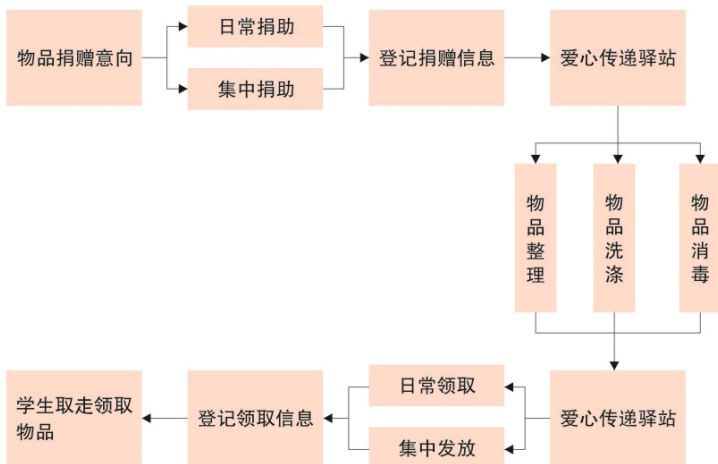 物品捐赠意向
日常捐助
集中捐助
登记捐赠信息
爱心传递驿站
物品整理
物品洗涤
物品消毒
爱心传递驿站
日常领取
集中发放
登记领取信息
学生取走领取
物品